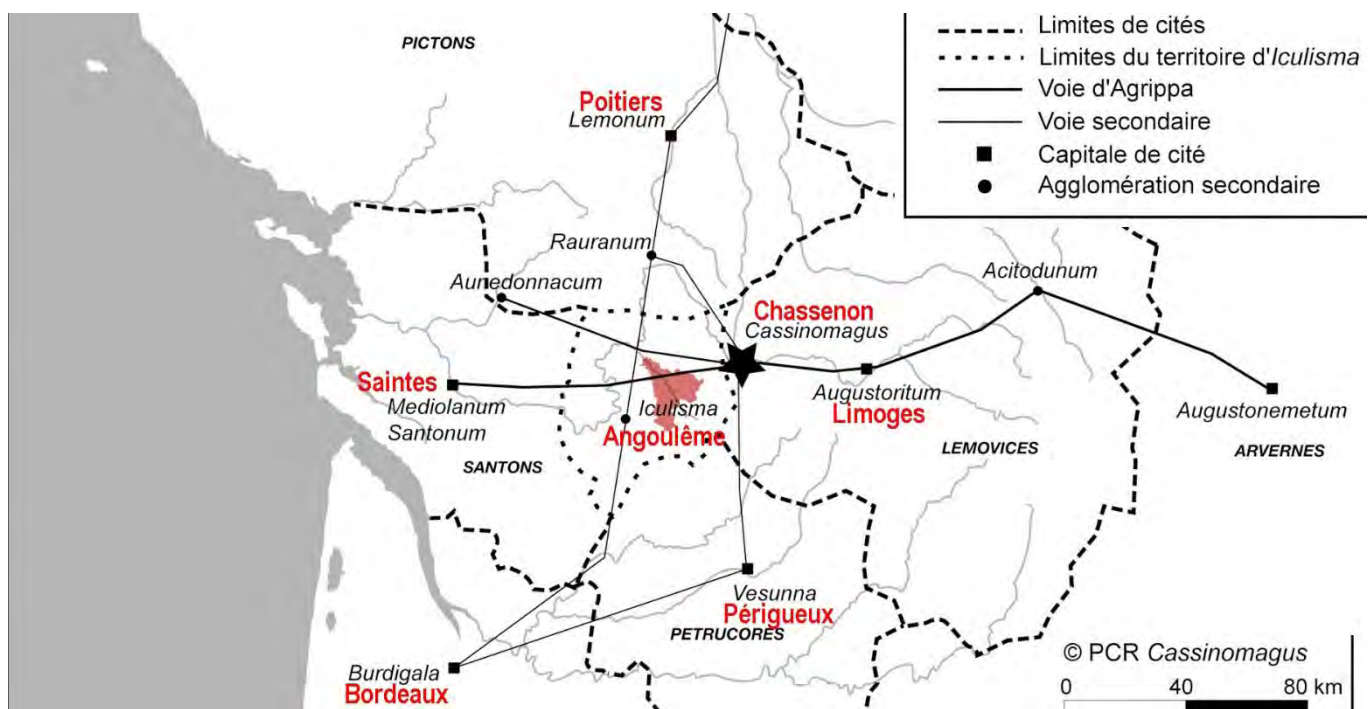 PICTONS
Limites de cités
Limites du territoire d'Iculisma
Voie d'Agrippa
Voie secondaire
Capitale de cité
Agglomération secondaire
Poitiers
Lemonum
Rauranum
Aunedonnacum
Acitodunum
Chassenon
Cassinomagus
Saintes
Mediolanum
Santonum
Iculisma
Angoulême
Augustoritum
Limoges
Augustonemetum
SANTONS
LEMOVICES
ARVERNES
Vesunna
Périgueux
PETRUCORES
Burdigala
Bordeaux
© PCR Cassinomagus
0 40 80 km